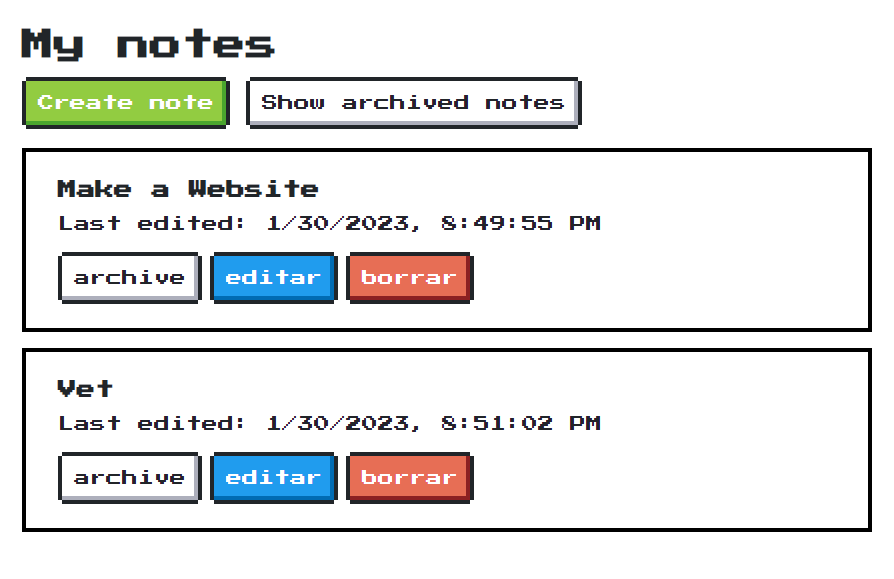 My notes
Create note Show archived notes
Make a Website
Last edited: 1/30/2023, 8:49:55 PM
archive editar borrar
Vet
Last edited: 1/30/2023, 8:51:02 PM
archive editar borrar